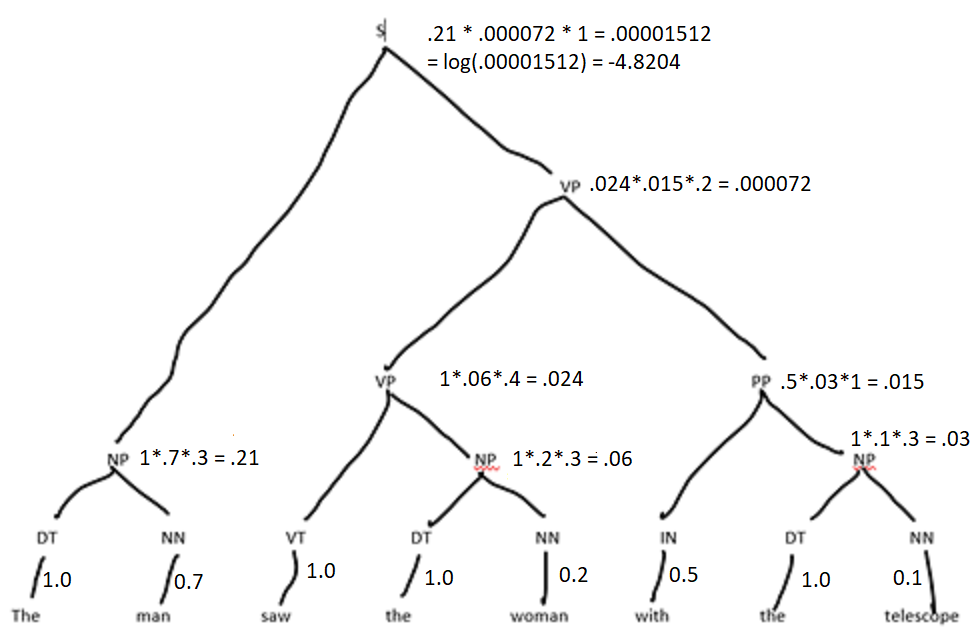 S
.21 * .000072 * 1 = .00001512
= log(.00001512) = -4.8204
VP .024*.015*.2 = .000072
VP 1*.06*.4 = .024
PP .5*.03*1 = .015
1*.1*.3 = .03
NP 1*.7*.3 = .21
NP 1*.2*.3 = .06
NP
DT NN VT DT NN IN DT NN
1.0 0.7 1.0 1.0 0.2 0.5 1.0 0.1
The man saw the woman with the telescope